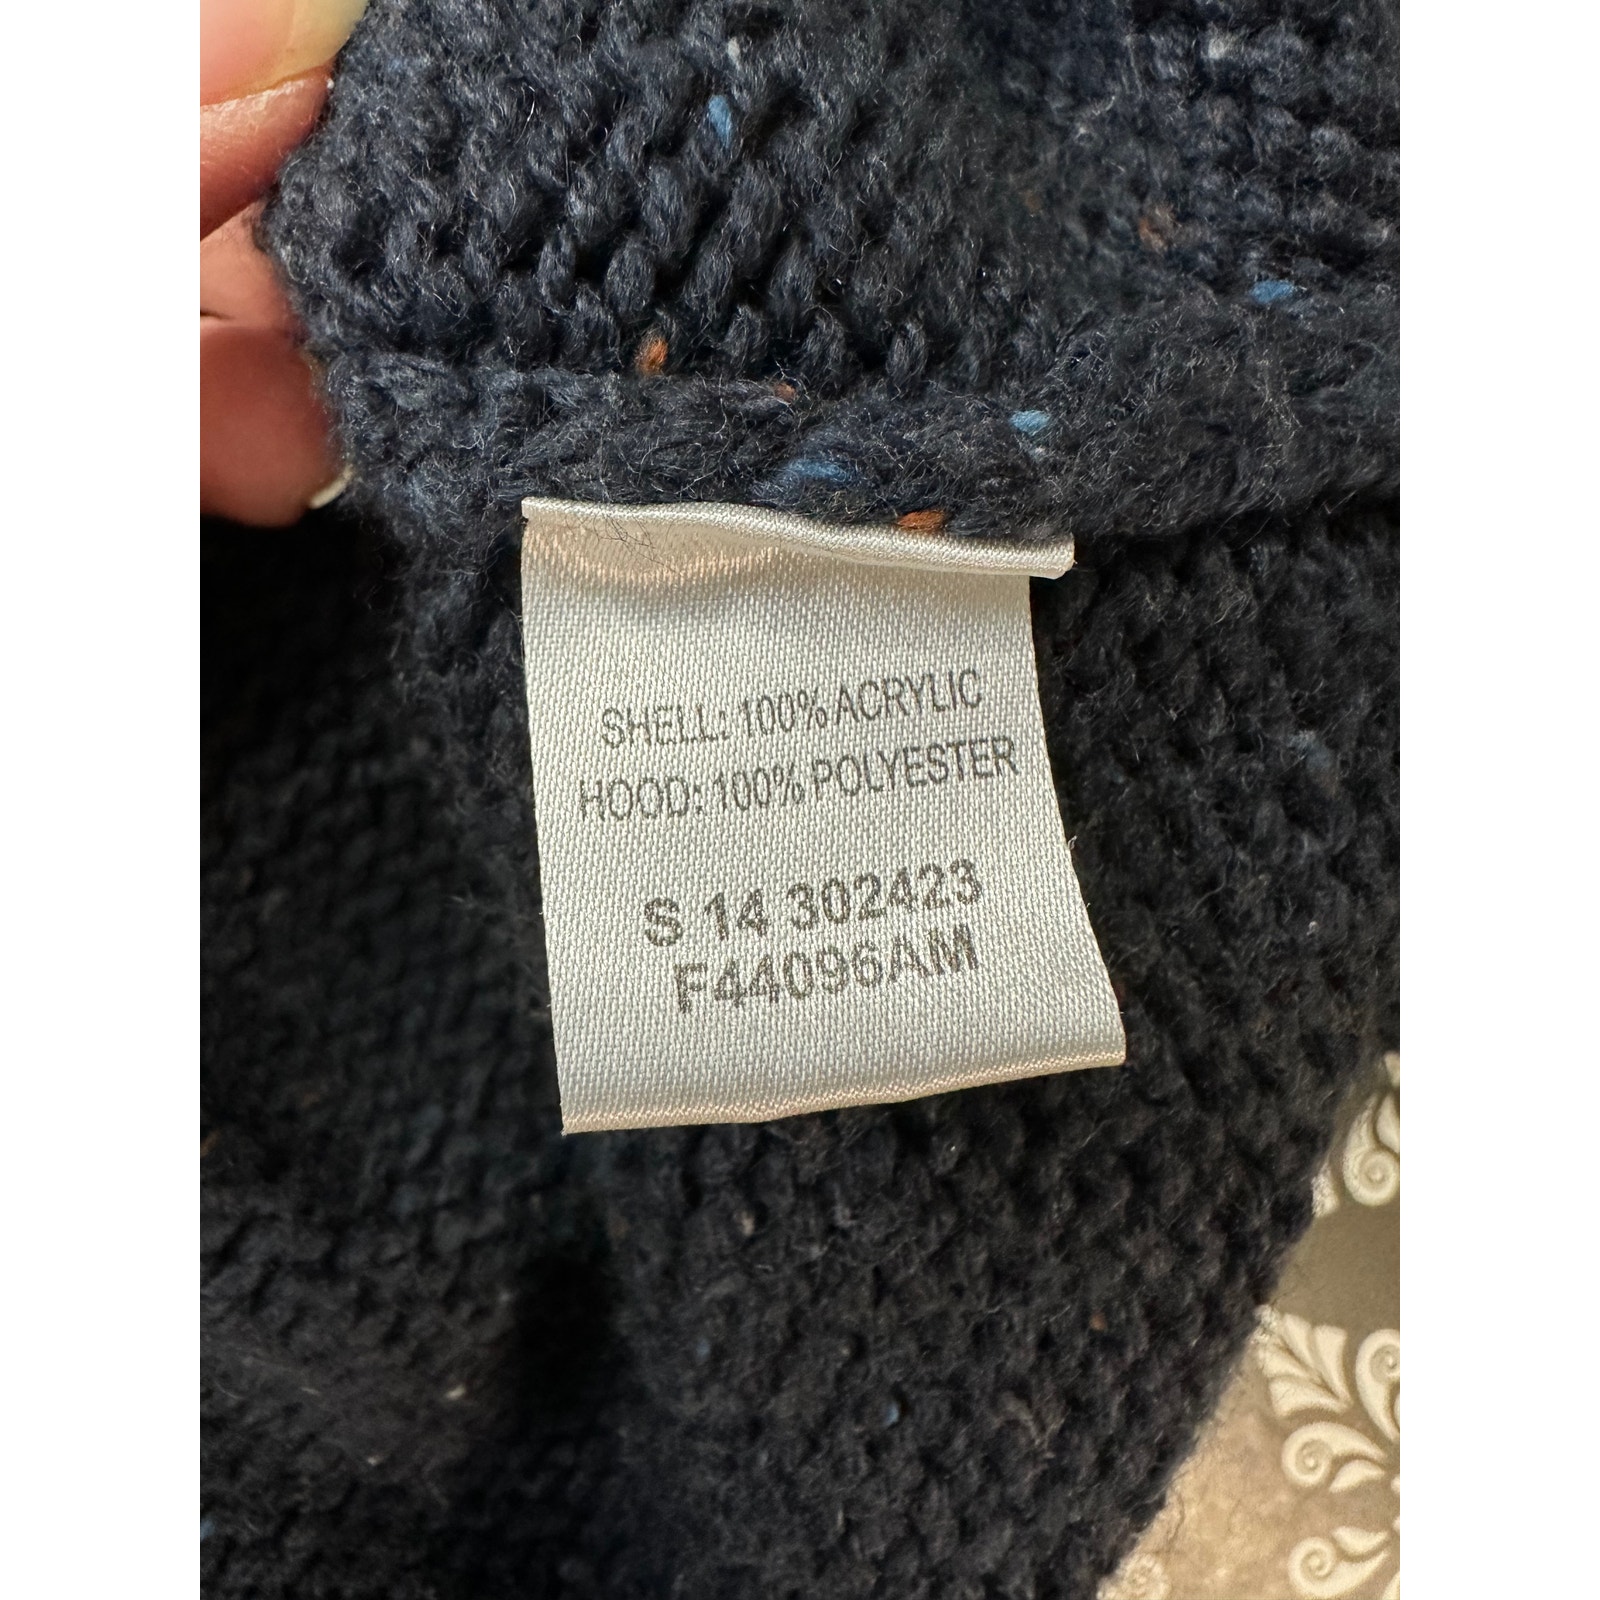 SHELL: 100% ACRYLIC
HOOD: 100% POLYESTER
S 14 302423
F44096AM